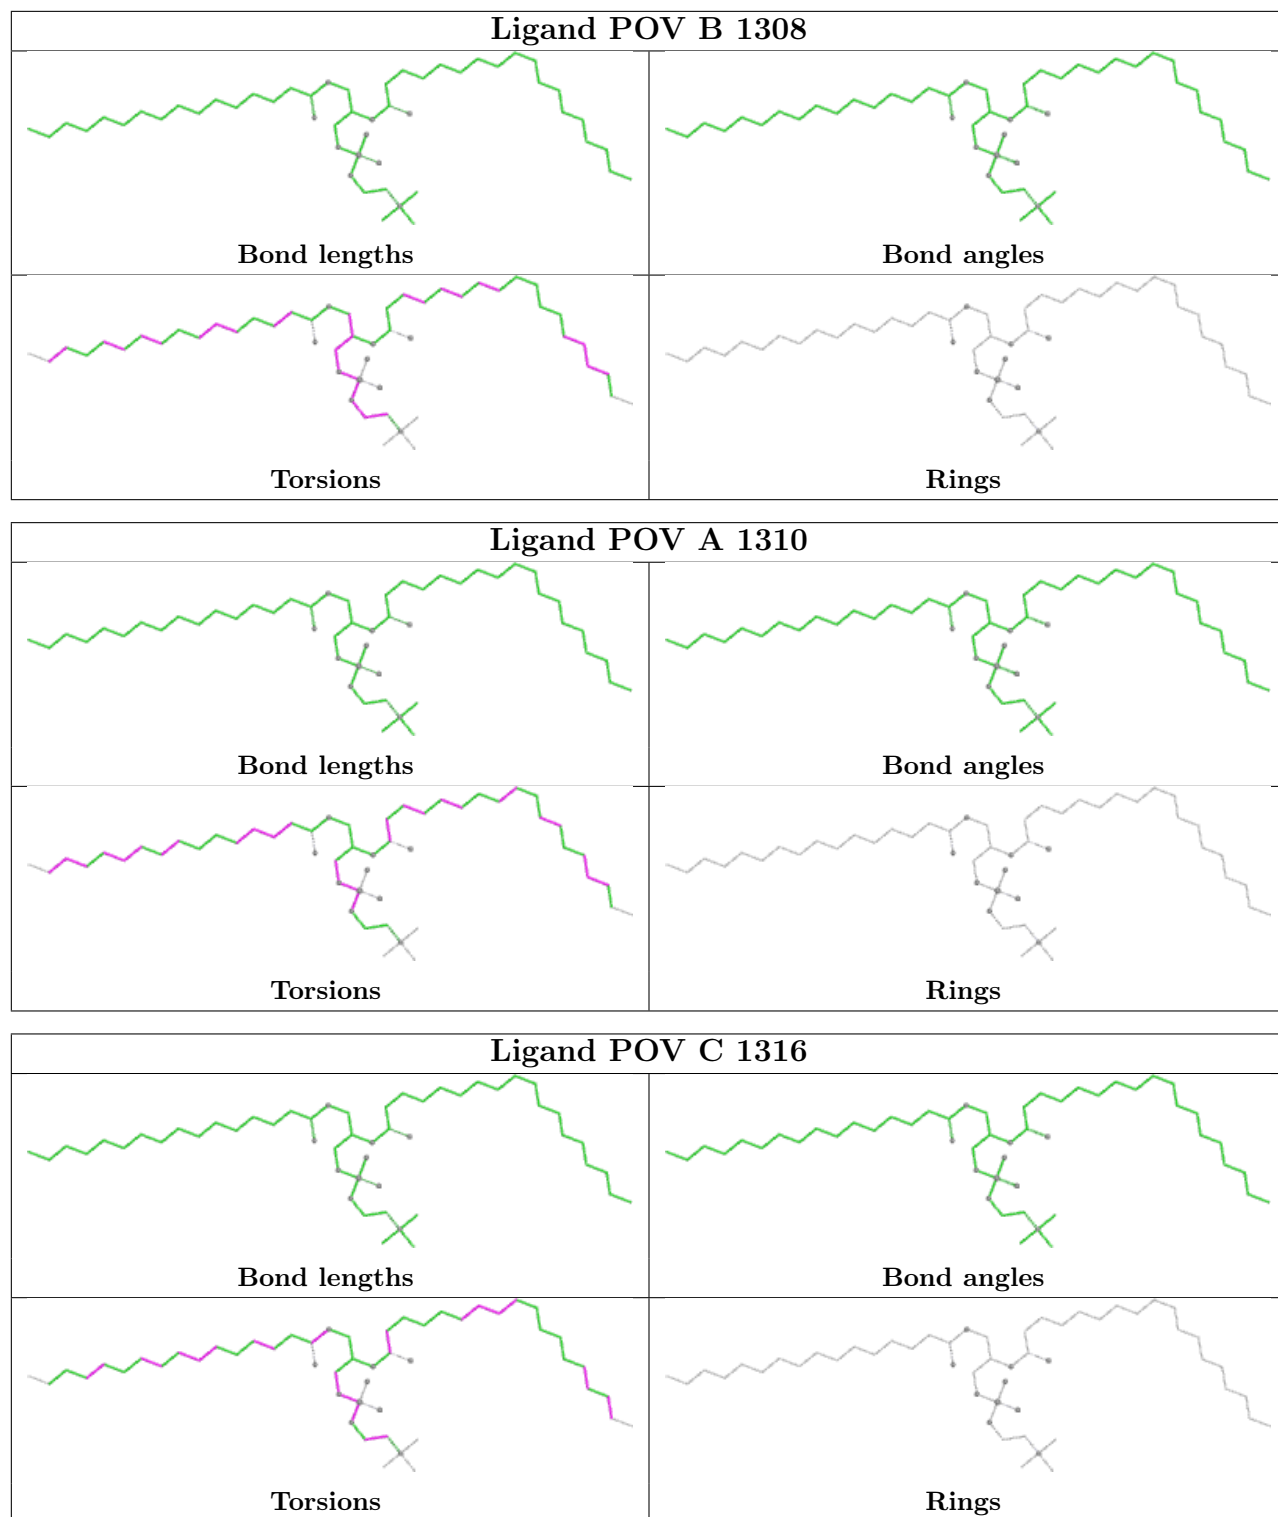 Ligand POV B 1308
Bond lengths
Bond angles
Torsions
Rings
Ligand POV A 1310
Bond lengths
Bond angles
Torsions
Rings
Ligand POV C 1316
Bond lengths
Bond angles
Torsions
Rings